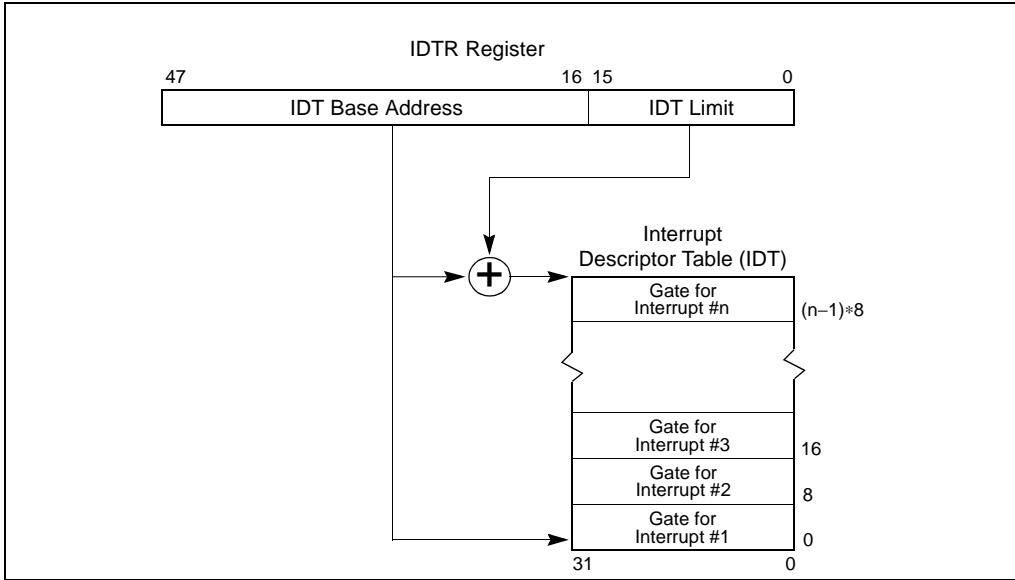 IDTR Register
47 16 15 0
IDT Base Address IDT Limit
+
Interrupt
Descriptor Table (IDT)
Gate for
Interrupt #n
(n−1)∗8
Gate for
Interrupt #3
16
Gate for
Interrupt #2
8
Gate for
Interrupt #1
0
31 0